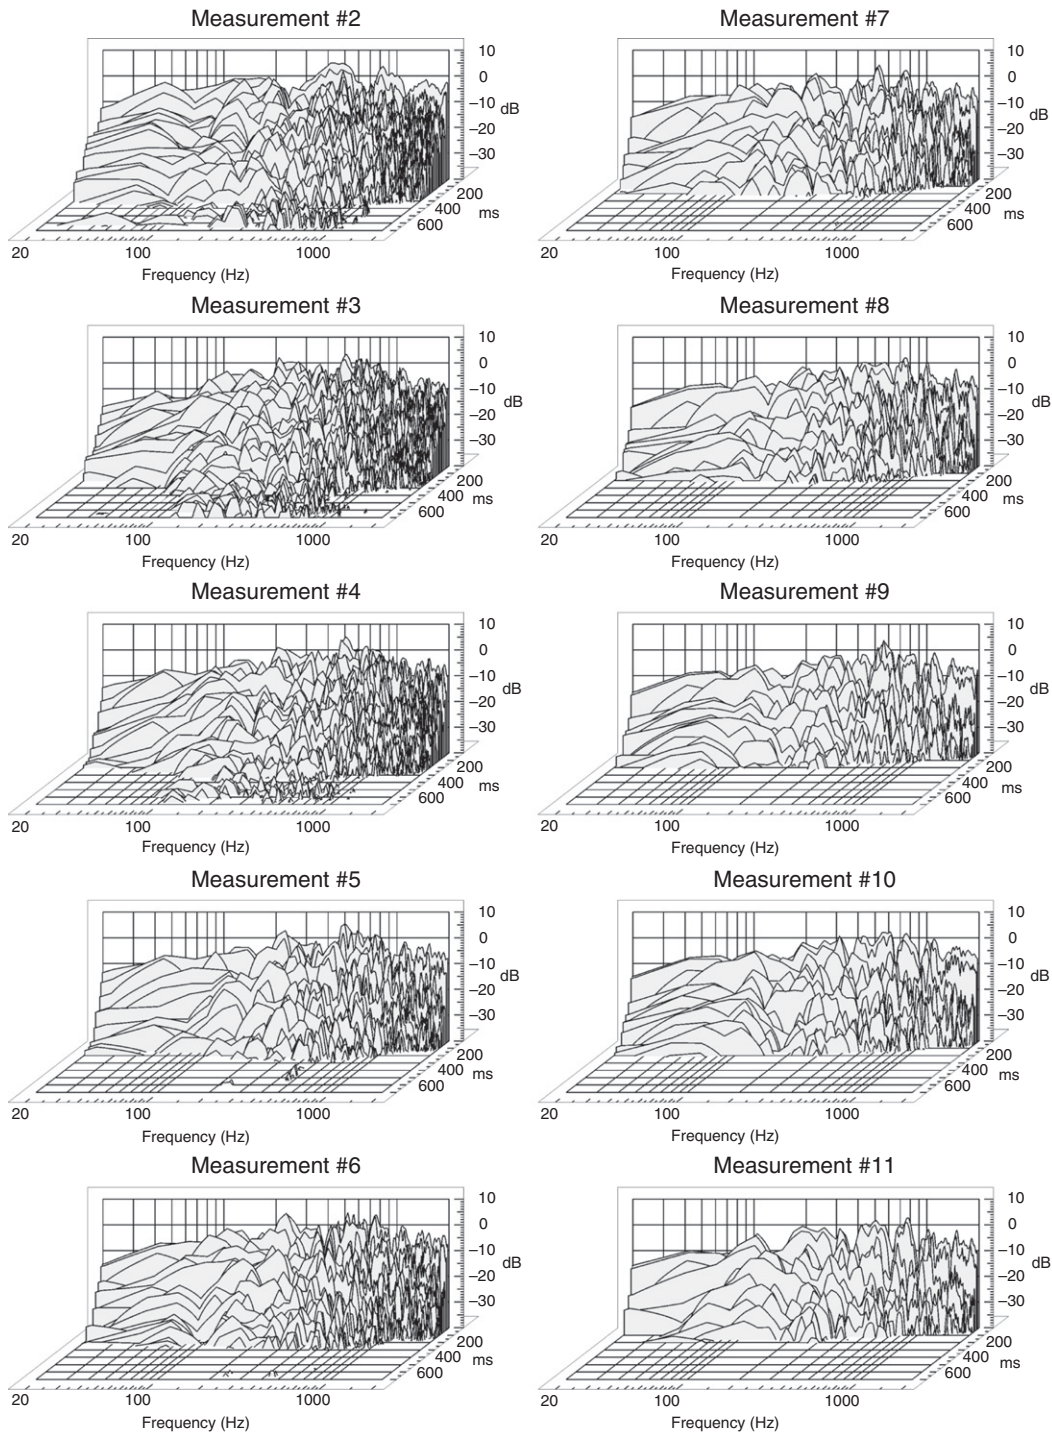 Measurement #2
10
0
–10
dB
–20
–30
200
400
ms
600
20
100
1000
Frequency (Hz)
Measurement #3
10
0
–10
dB
–20
–30
200
400
ms
600
20
100
1000
Frequency (Hz)
Measurement #4
10
0
–10
dB
–20
–30
200
400
ms
600
20
100
1000
Frequency (Hz)
Measurement #5
10
0
–10
dB
–20
–30
200
400
ms
600
20
100
1000
Frequency (Hz)
Measurement #6
10
0
–10
dB
–20
–30
200
400
ms
600
20
100
1000
Frequency (Hz)
Measurement #7
10
0
–10
dB
–20
–30
200
400
ms
600
20
100
1000
Frequency (Hz)
Measurement #8
10
0
–10
dB
–20
–30
200
400
ms
600
20
100
1000
Frequency (Hz)
Measurement #9
10
0
–10
dB
–20
–30
200
400
ms
600
20
100
1000
Frequency (Hz)
Measurement #10
10
0
–10
dB
–20
–30
200
400
ms
600
20
100
1000
Frequency (Hz)
Measurement #11
10
0
–10
dB
–20
–30
200
400
ms
600
20
100
1000
Frequency (Hz)